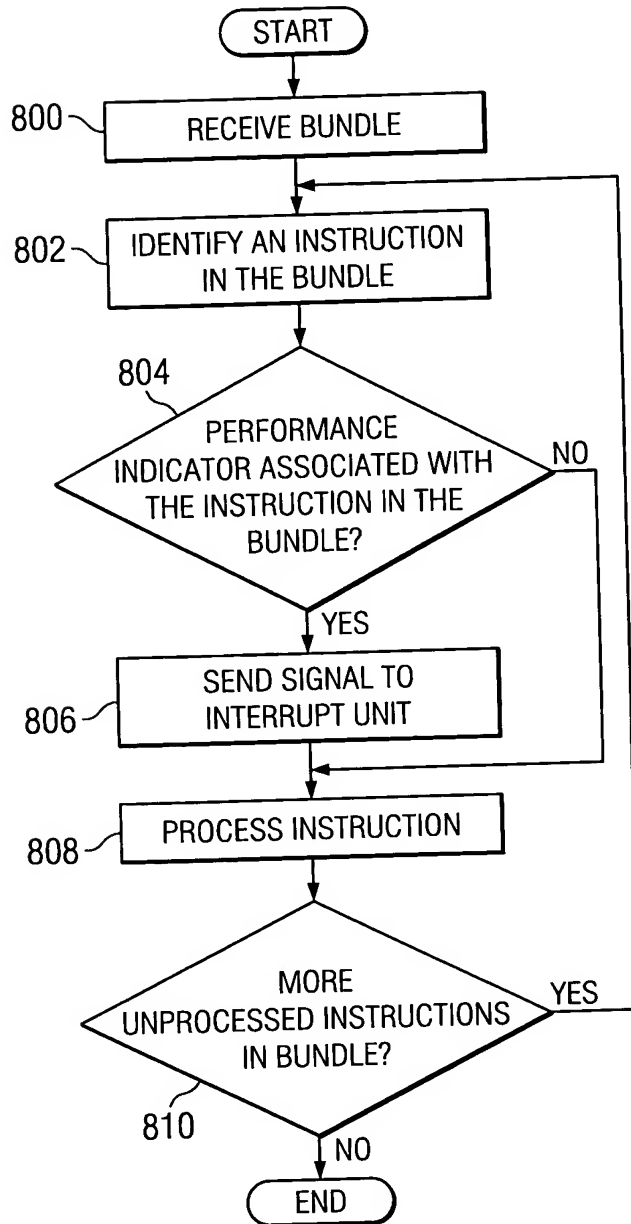 START
800
RECEIVE BUNDLE
802
IDENTIFY AN INSTRUCTION
IN THE BUNDLE
804
PERFORMANCE
INDICATOR ASSOCIATED WITH
THE INSTRUCTION IN THE
BUNDLE?
NO
YES
806
SEND SIGNAL TO
INTERRUPT UNIT
808
PROCESS INSTRUCTION
MORE
UNPROCESSED INSTRUCTIONS
IN BUNDLE?
YES
810
NO
END